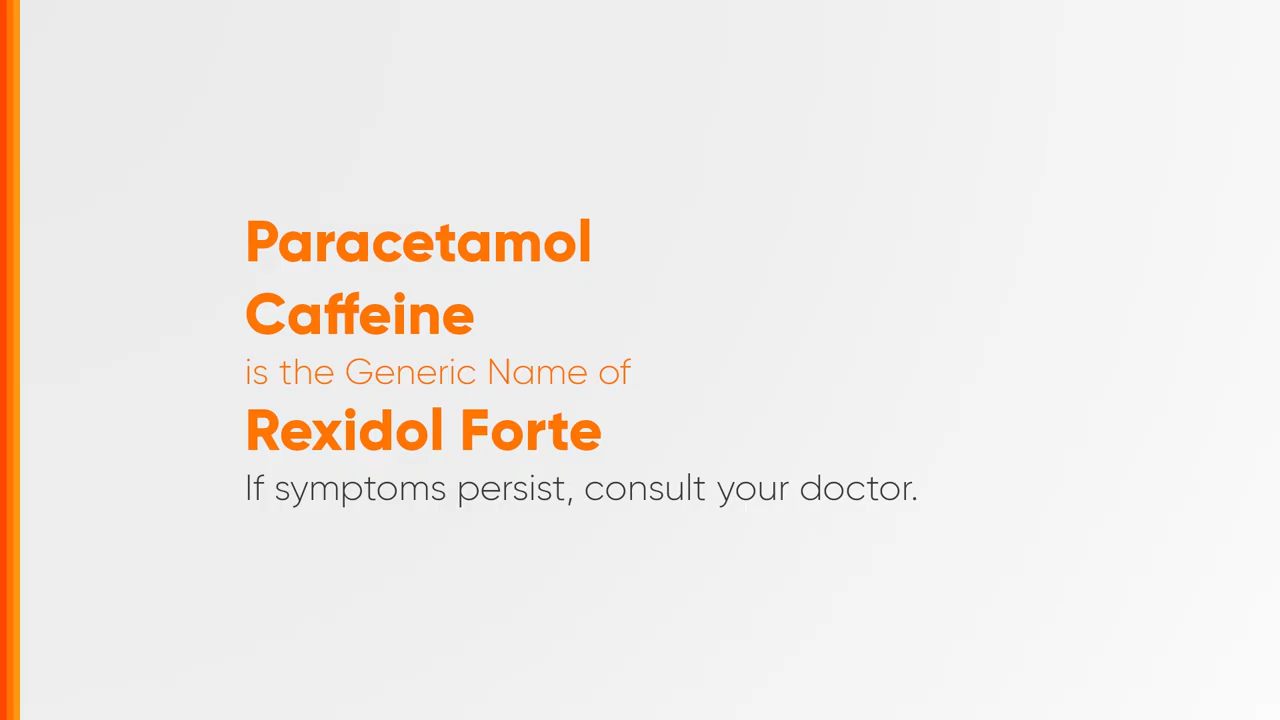 Paracetamol
Caffeine
is the Generic Name of
Rexidol Forte
If symptoms persist, consult your doctor.